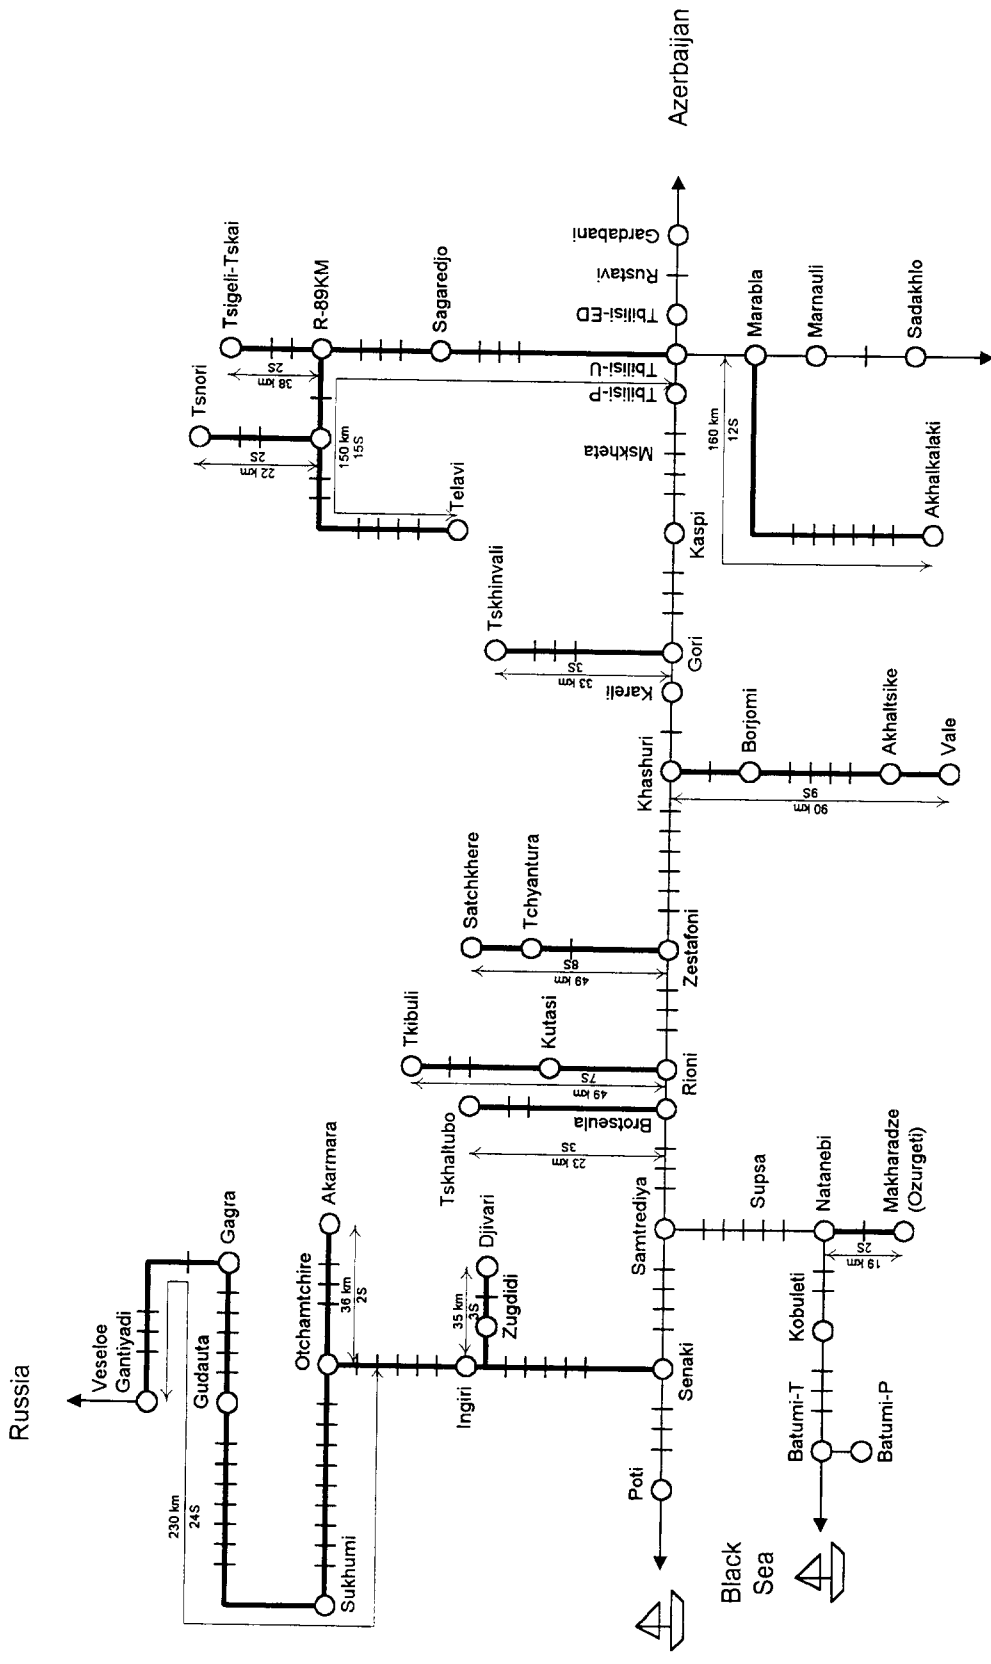 Russia
Veseloe
Gantiyadi
Gagra
Gudauta
230 km
24S
Sukhumi
Otchamtchire
Akarmara
36 km
2S
Ingiri
Djivari
35 km
3S
Zugdidi
Senaki
Poti
Black
Sea
Samtrediya
Supsa
Natanebi
Makharadze
(Ozurgeti)
19 km
2S
Kobuleti
Batumi-T
Batumi-P
Tskhaltubo
23 km
3S
Brotseula
Tkibuli
Kutasi
49 km
7S
Rioni
Satchkhere
Tchyantura
49 km
8S
Zestafoni
Khashuri
Borjomi
Akhaltsike
Vale
90 km
9S
Kareli
Tskhinvali
33 km
3S
Gori
Kaspi
Mskheta
Tbilisi-P
Tbilisi-U
Tbilisi-ED
Rustavi
Gardabani
Azerbaijan
Tsnori
22 km
2S
Tsigeli-Tskai
38 km
2S
R-89KM
Sagaredjo
150 km
15S
Telavi
160 km
12S
Marabla
Marnauli
Sadakhlo
Akhalkalaki